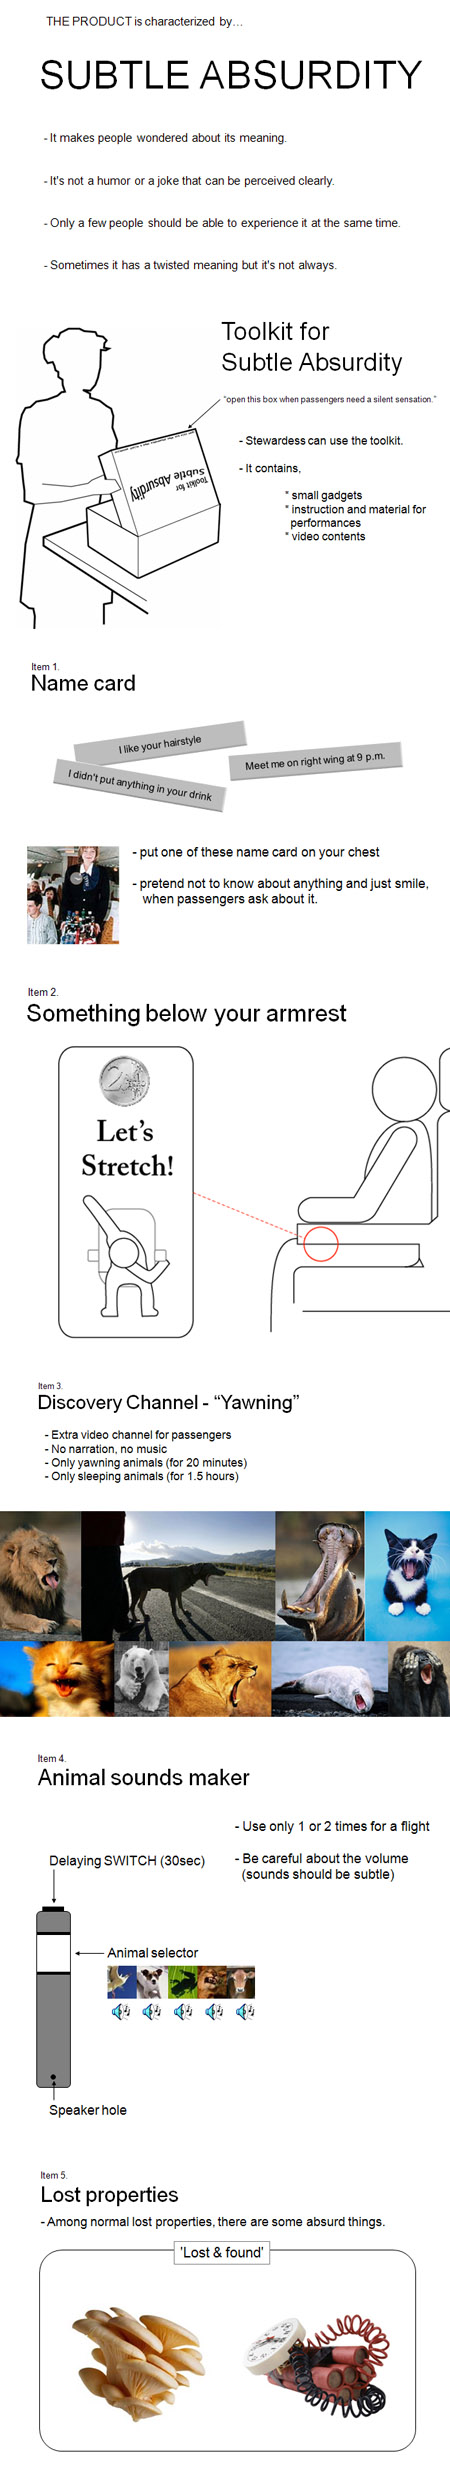 THE PRODUCT is characterized by...
SUBTLE ABSURDITY
- It makes people wondered about its meaning.
- It's not a humor or a joke that can be perceived clearly.
- Only a few people should be able to experience it at the same time.
- Sometimes it has a twisted meaning but it's not always.
Toolkit for
Subtle Absurdity
"open this box when passengers need a silent sensation."
Toolkit for
Subtle Absurdity
- Stewardess can use the toolkit.
- It contains,
* small gadgets
* instruction and material for
performances
* video contents
Item 1.
Name card
I like your hairstyle
Meet me on right wing at 9 p.m.
I didn't put anything in your drink
- put one of these name card on your chest
- pretend not to know about anything and just smile,
when passengers ask about it.
Item 2.
Something below your armrest
2
Let's
Stretch!
Item 3.
Discovery Channel - “Yawning”
- Extra video channel for passengers
- No narration, no music
- Only yawning animals (for 20 minutes)
- Only sleeping animals (for 1.5 hours)
Item 4.
Animal sounds maker
- Use only 1 or 2 times for a flight
- Be careful about the volume
(sounds should be subtle)
Delaying SWITCH (30sec)
Animal selector
Speaker hole
Item 5.
Lost properties
- Among normal lost properties, there are some absurd things.
'Lost & found'